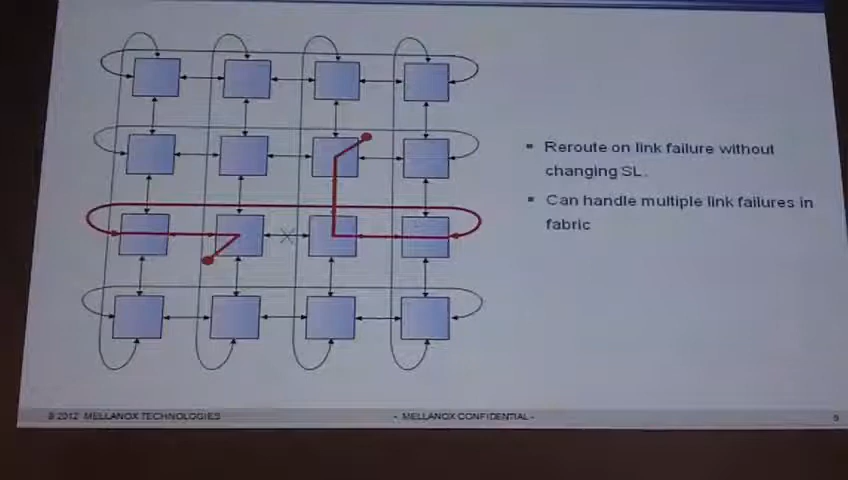 Reroute on link failure without
changing SL.
Can handle multiple link failures in
fabric
© 2012 MELLANOX TECHNOLOGIES
- MELLANOX CONFIDENTIAL -